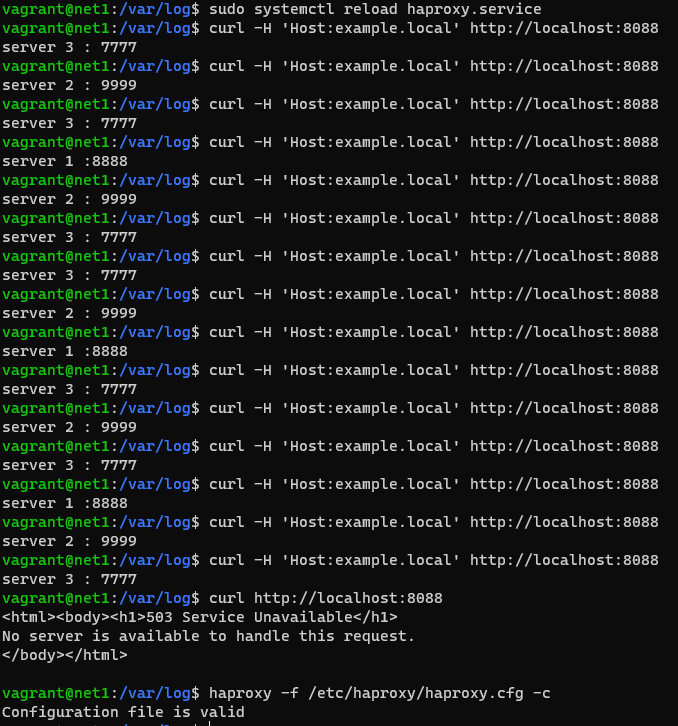 vagrant@net1:/var/log$ sudo systemctl reload haproxy.service
vagrant@net1:/var/log$ curl -H 'Host:example.local' http://localhost:8088
server 3 : 7777
vagrant@net1:/var/log$ curl -H 'Host:example.local' http://localhost:8088
server 2 : 9999
vagrant@net1:/var/log$ curl -H 'Host:example.local' http://localhost:8088
server 3 : 7777
vagrant@net1:/var/log$ curl -H 'Host:example.local' http://localhost:8088
server 1 :8888
vagrant@net1:/var/log$ curl -H 'Host:example.local' http://localhost:8088
server 2 : 9999
vagrant@net1:/var/log$ curl -H 'Host:example.local' http://localhost:8088
server 3 : 7777
vagrant@net1:/var/log$ curl -H 'Host:example.local' http://localhost:8088
server 3 : 7777
vagrant@net1:/var/log$ curl -H 'Host:example.local' http://localhost:8088
server 2 : 9999
vagrant@net1:/var/log$ curl -H 'Host:example.local' http://localhost:8088
server 1 :8888
vagrant@net1:/var/log$ curl -H 'Host:example.local' http://localhost:8088
server 3 : 7777
vagrant@net1:/var/log$ curl -H 'Host:example.local' http://localhost:8088
server 2 : 9999
vagrant@net1:/var/log$ curl -H 'Host:example.local' http://localhost:8088
server 3 : 7777
vagrant@net1:/var/log$ curl -H 'Host:example.local' http://localhost:8088
server 1 :8888
vagrant@net1:/var/log$ curl -H 'Host:example.local' http://localhost:8088
server 2 : 9999
vagrant@net1:/var/log$ curl -H 'Host:example.local' http://localhost:8088
server 3 : 7777
vagrant@net1:/var/log$ curl http://localhost:8088
<html><body><h1>503 Service Unavailable</h1>
No server is available to handle this request.
</body></html>
vagrant@net1:/var/log$ haproxy -f /etc/haproxy/haproxy.cfg -c
Configuration file is valid